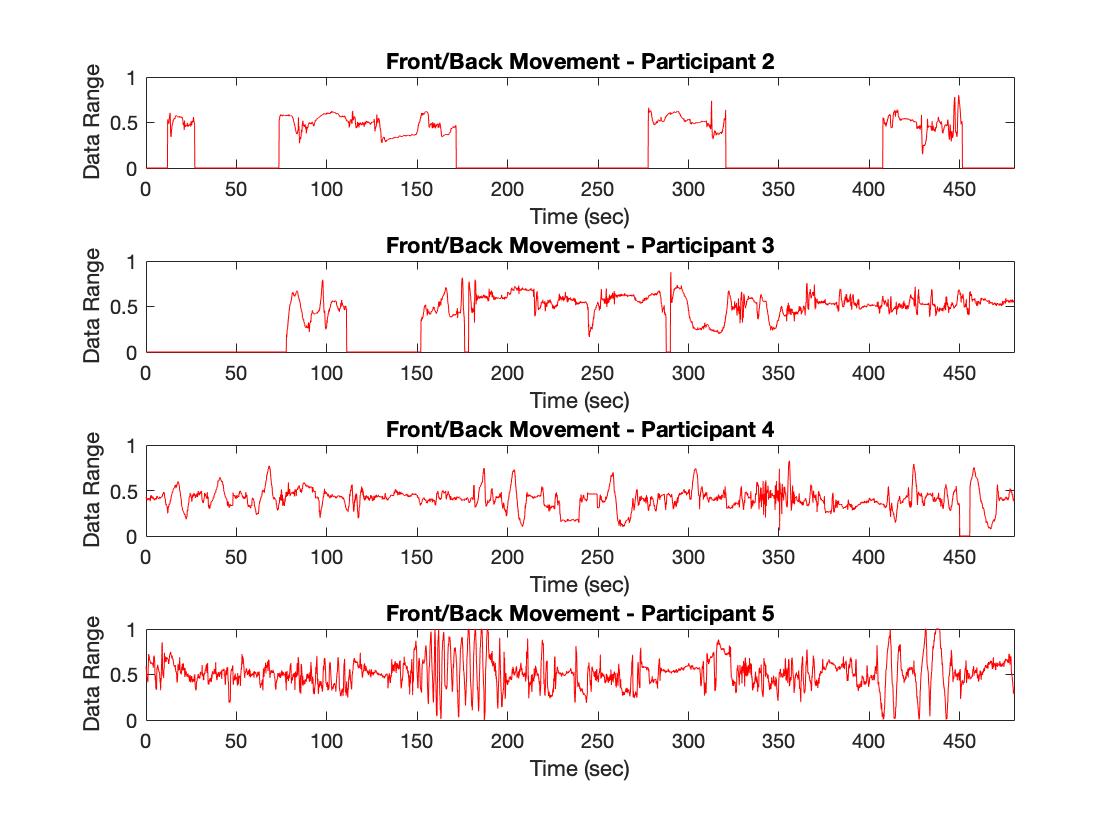 Front/Back Movement - Participant 2
Data Range
1
0.5
0
0 50 100 150 200 250 300 350 400 450
Time (sec)
Front/Back Movement - Participant 3
Data Range
1
0.5
0
0 50 100 150 200 250 300 350 400 450
Time (sec)
Front/Back Movement - Participant 4
Data Range
1
0.5
0
0 50 100 150 200 250 300 350 400 450
Time (sec)
Front/Back Movement - Participant 5
Data Range
1
0.5
0
0 50 100 150 200 250 300 350 400 450
Time (sec)